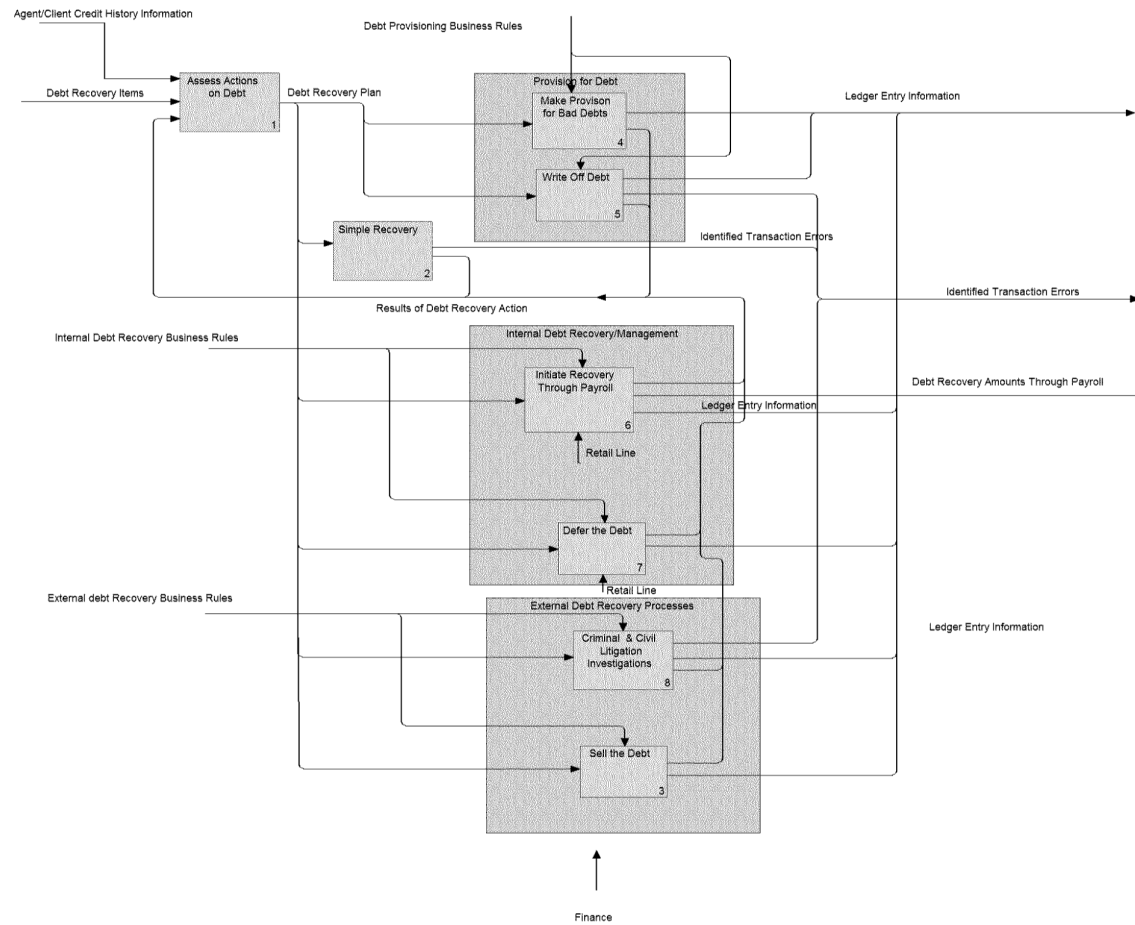 Agent/Client Credit History Information
Debt Provisioning Business Rules
Assess Actions
on Debt
1
Debt Recovery Items
Debt Recovery Plan
Provision for Debt
Make Provison
for Bad Debts
4
Ledger Entry Information
Write Off Debt
5
Simple Recovery
2
Identified Transaction Errors
Identified Transaction Errors
Results of Debt Recovery Action
Internal Debt Recovery Business Rules
Internal Debt Recovery/Management
Initiate Recovery
Through Payroll
6
Debt Recovery Amounts Through Payroll
Ledger Entry Information
Retail Line
Defer the Debt
7
Retail Line
External debt Recovery Business Rules
External Debt Recovery Processes
Criminal & Civil
Litigation
Investigations
8
Ledger Entry Information
Sell the Debt
3
Finance